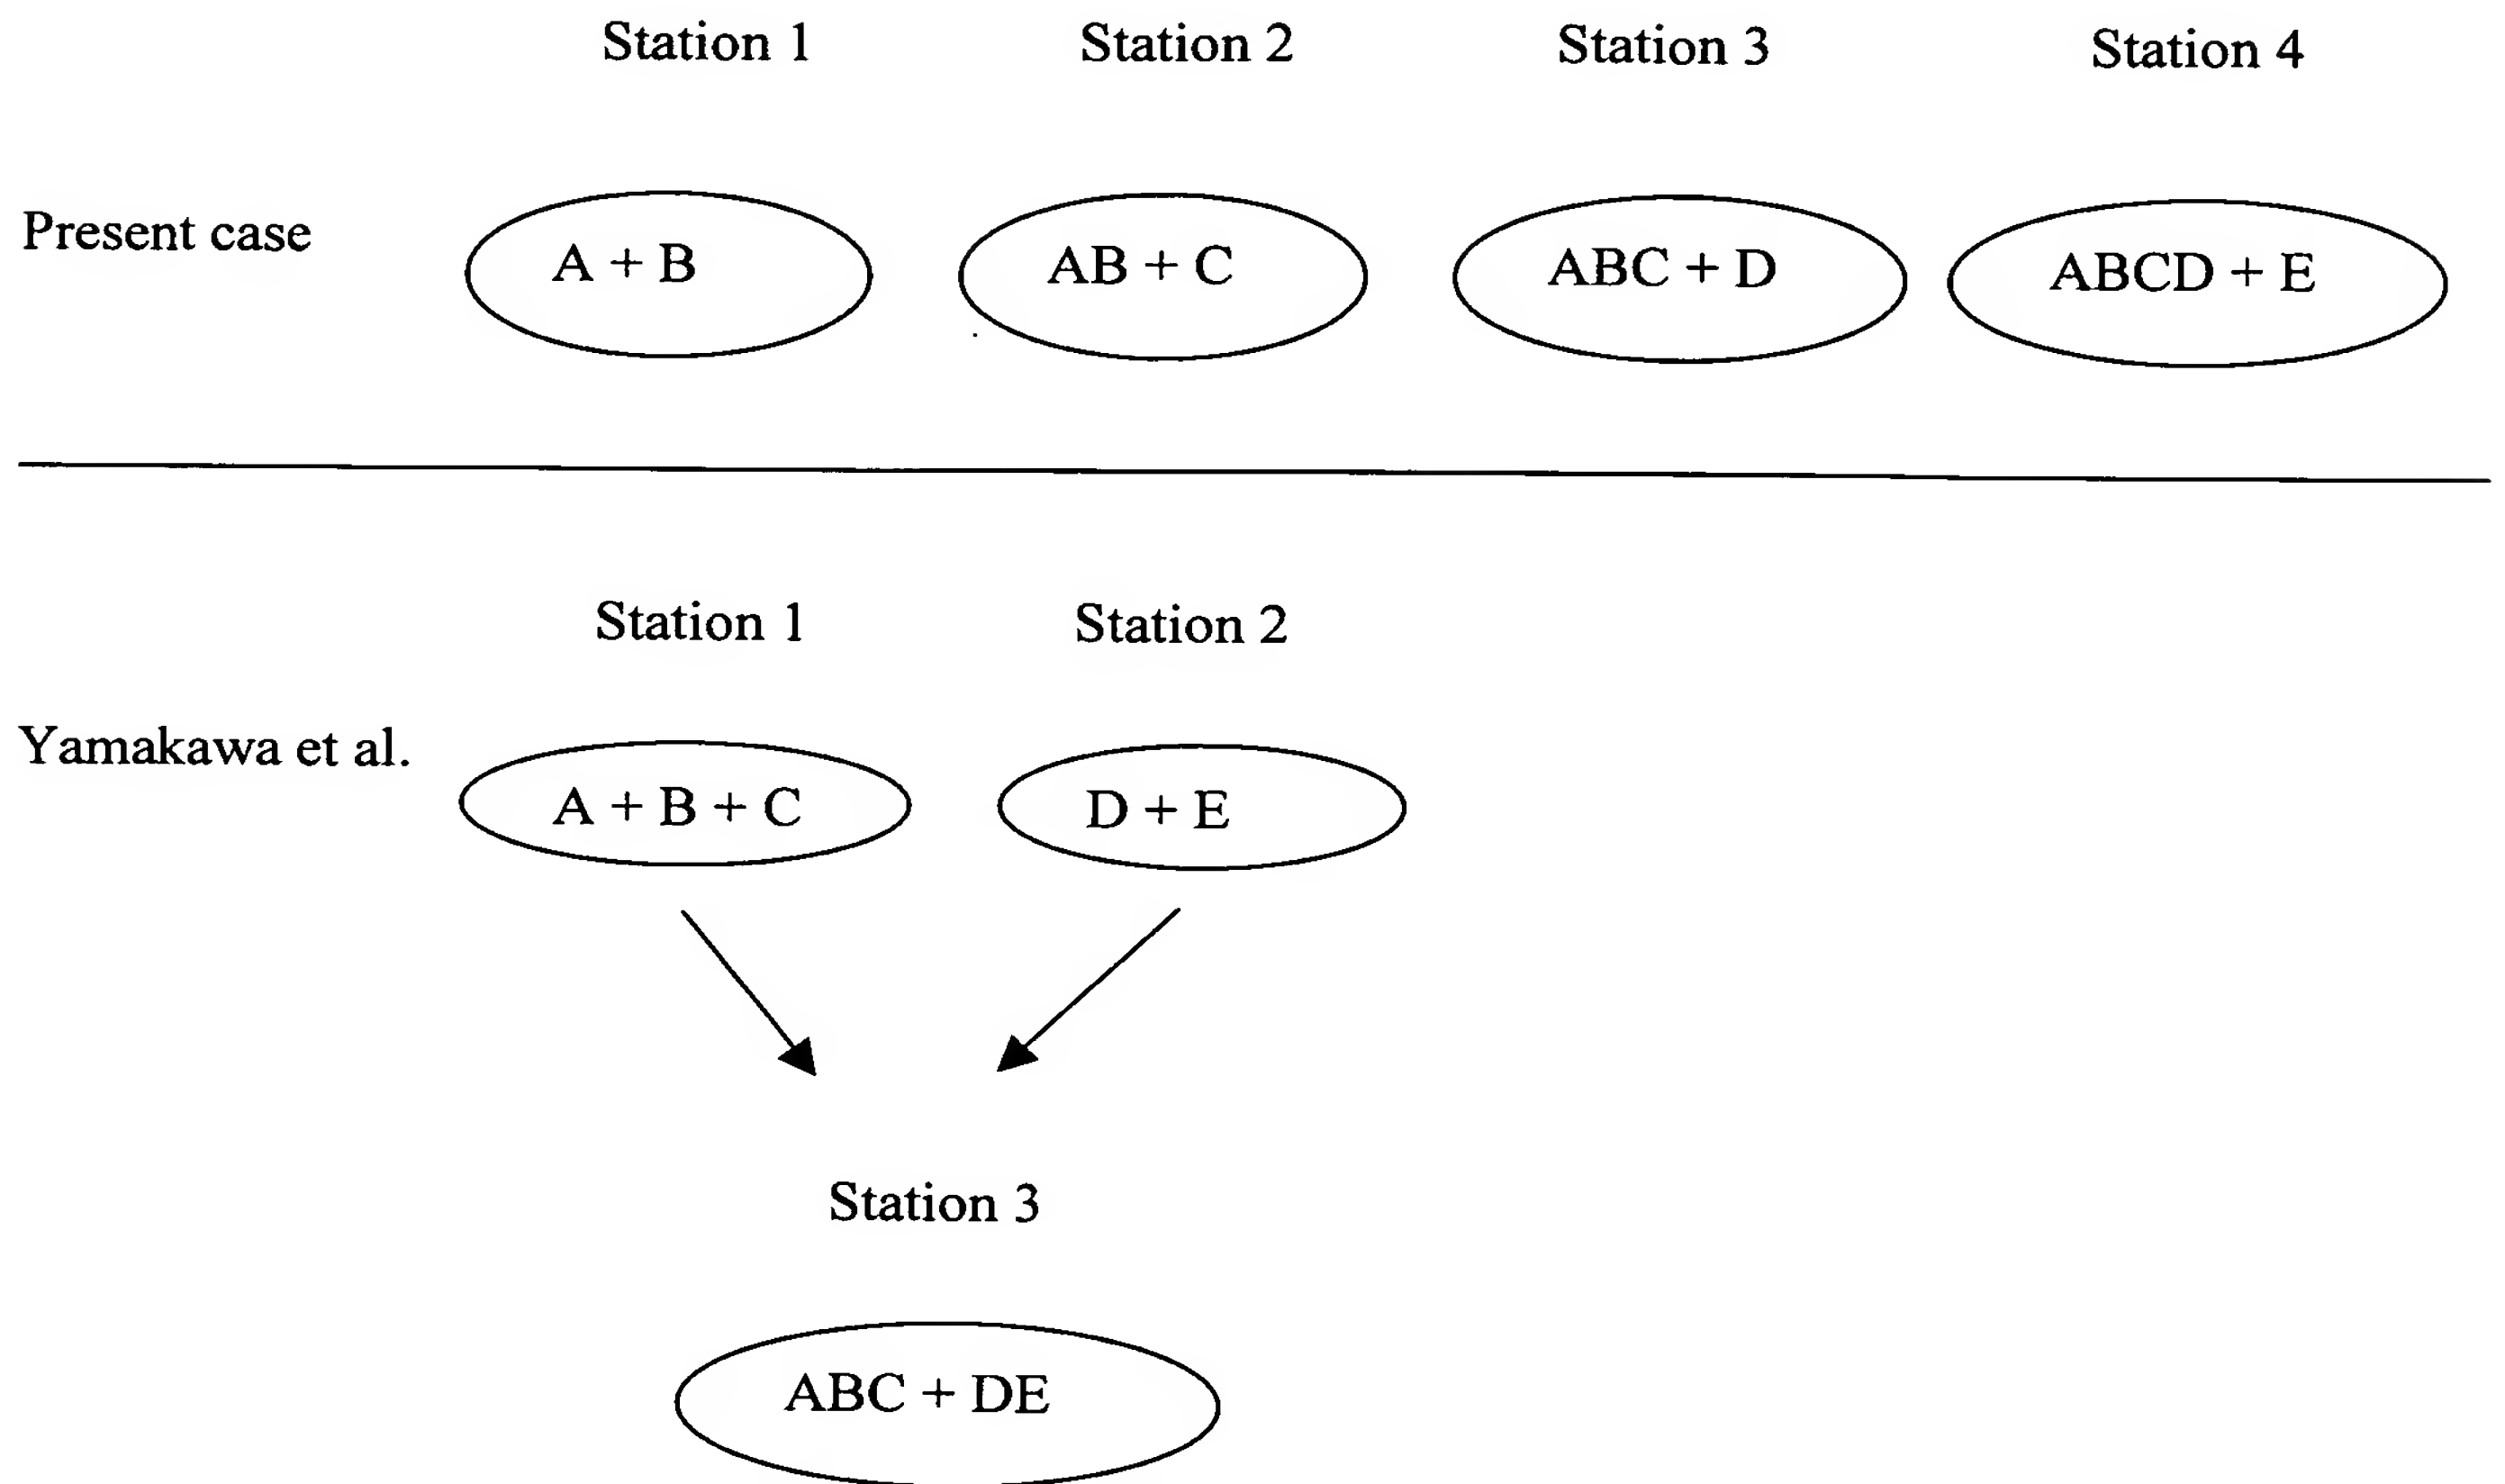 Station 1 Station 2 Station 3 Station 4
Present case
A + B AB + C ABC + D ABCD + E
Station 1 Station 2
Yamakawa et al.
A + B + C D + E
Station 3
ABC + DE